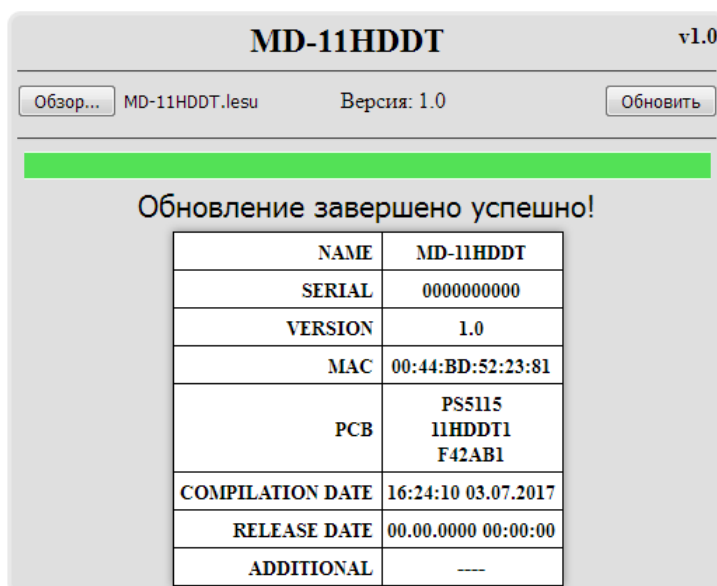 MD-11HDDT v1.0
Обзор... MD-11HDDT.lesu Версия: 1.0 Обновить
Обновление завершено успешно!
NAME MD-11HDDT
SERIAL 0000000000
VERSION 1.0
MAC 00:44:BD:52:23:81
PCB PS5115
11HDDT1
F42AB1
COMPILATION DATE 16:24:10 03.07.2017
RELEASE DATE 00.00.0000 00:00:00
ADDITIONAL ----